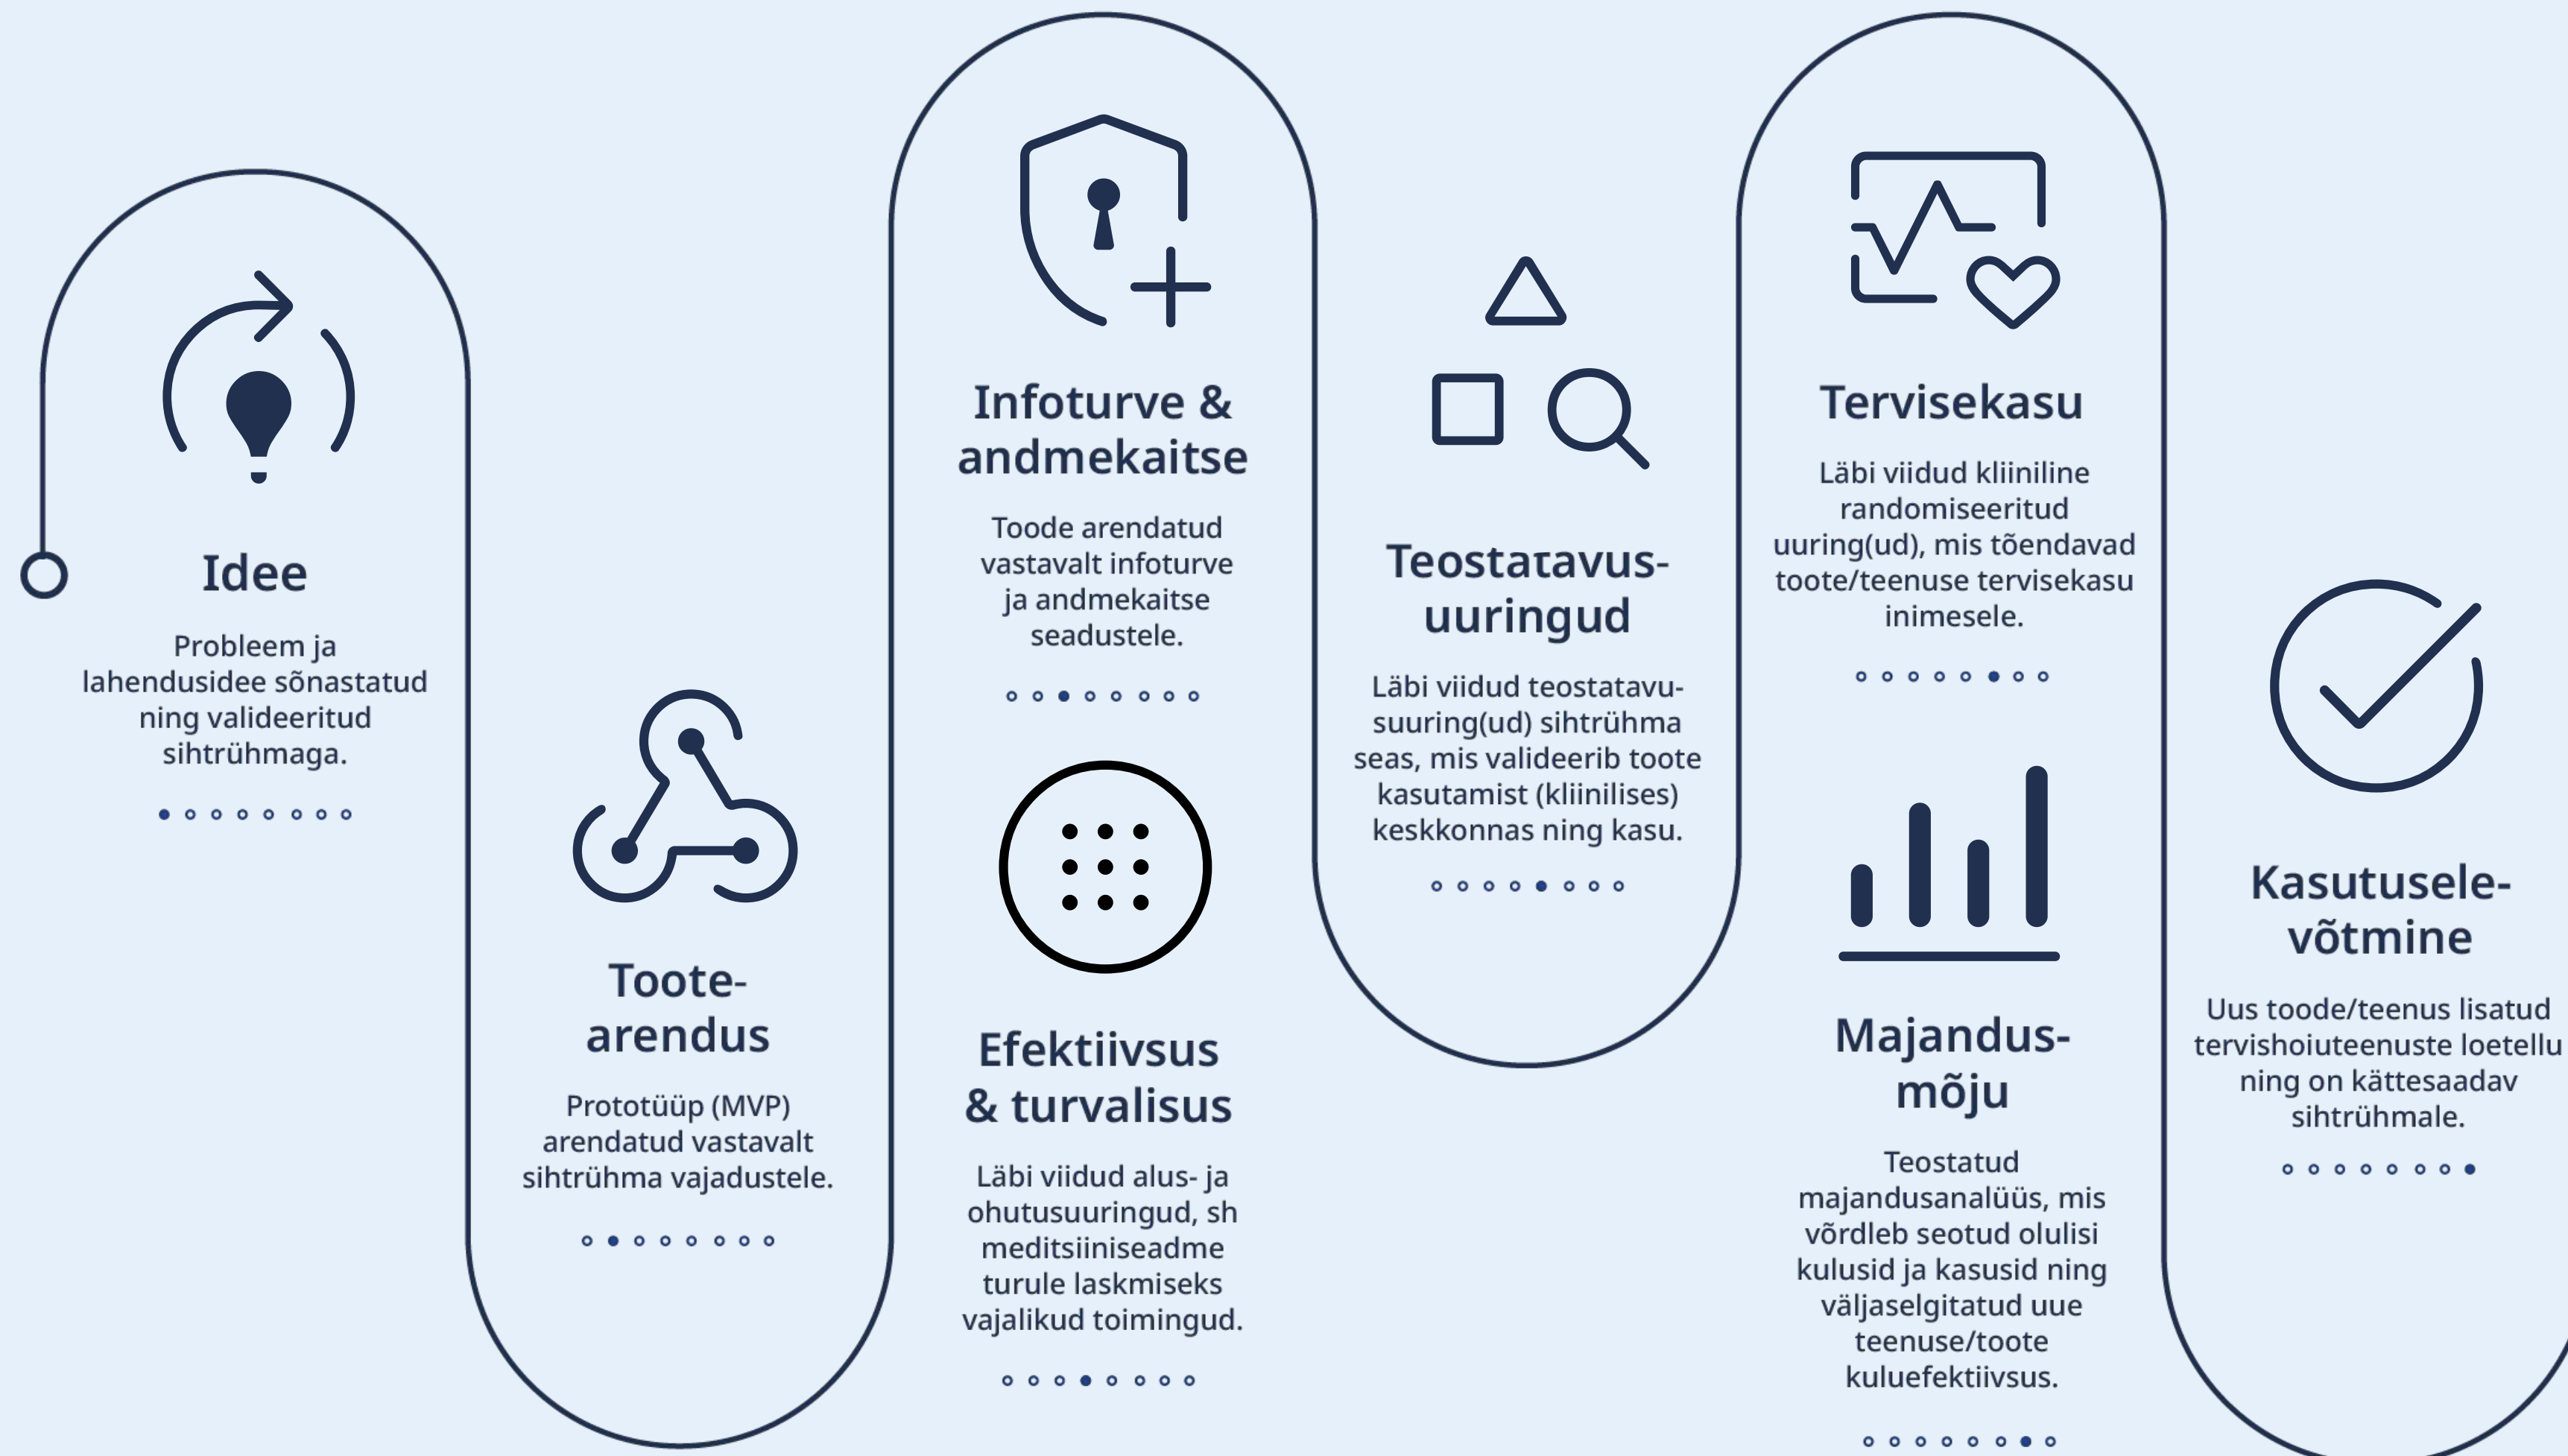 Idee
Probleem ja
lahendusidee sõnastatud
ning valideeritud
sihtrühmaga.
Toote-
arendus
Prototüüp (MVP)
arendatud vastavalt
sihtrühma vajadustele.
Infoturve &
andmekaitse
Toode arendatud
vastavalt infoturve
ja andmekaitse
seadustele.
Efektiivsus
& turvalisus
Läbi viidud alus- ja
ohutusuuringud, sh
meditsiiniseadme
turule laskmiseks
vajalikud toimingud.
Teostatavus-
uuringud
Läbi viidud teostatavu-
suuring(ud) sihtrühma
seas, mis valideerib toote
kasutamist (kliinilises)
keskkonnas ning kasu.
Tervisekasu
Läbi viidud kliiniline
randomiseeritud
uuring(ud), mis tõendavad
toote/teenuse tervisekasu
inimesele.
Majandus-
mõju
Teostatud
majandusanalüüs, mis
võrdleb seotud olulisi
kulusid ja kasusid ning
väljaselgitatud uue
teenuse/toote
kuluefektiivsus.
Kasutusele-
võtmine
Uus toode/teenus lisatud
tervishoiuteenuste loetellu
ning on kättesaadav
sihtrühmale.